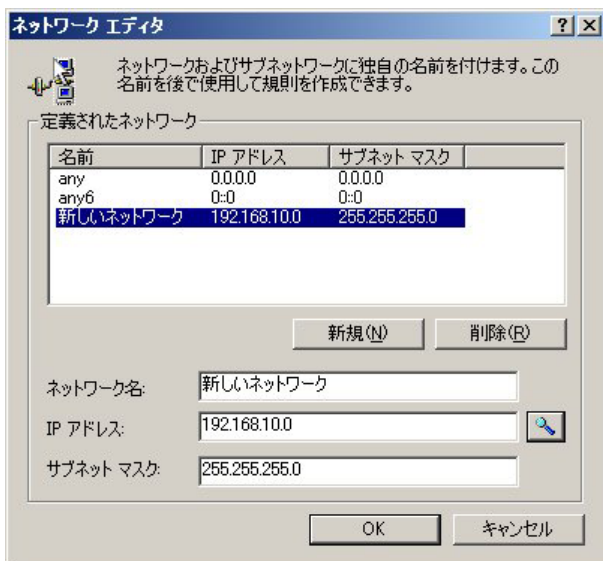 ネットワーク エディタ
ネットワークおよびサブネットワークに独自の名前を付けます。この
名前を後で使用して規則を作成できます。
定義されたネットワーク
名前 IP アドレス サブネット マスク
any 0.0.0.0 0.0.0.0
any6 0::0 0::0
新しいネットワーク 192.168.10.0 255.255.255.0
新規(N) 削除(R)
ネットワーク名: 新しいネットワーク
IP アドレス: 192.168.10.0
サブネット マスク: 255.255.255.0
OK キャンセル